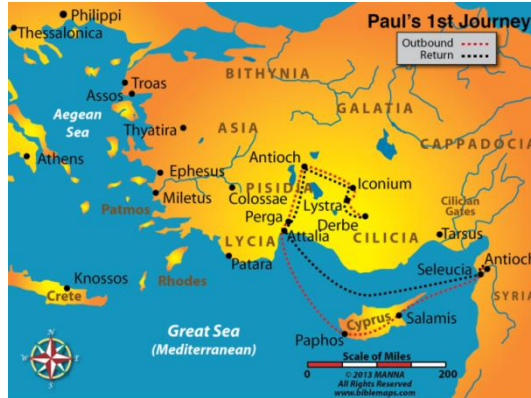 Paul's 1st Journey
Outbound
Return
Philippi
Thessalonica
BITHYNIA
Troas
Assos
GALATIA
Aegean
Sea
Thyatira
ASIA
CAPPADOCIA
Athens
Antioch
Ephesus
PISIDIA
Iconium
Miletus
Colossae
Lystra
Cilician
Gates
Patmos
Perga
Derbe
Attalia
CILICIA
Tarsus
LYCIA
Antioch
Patara
Seleucia
Rhodes
SYRIA
Knossos
Crete
Cyprus
Salamis
Great Sea
(Mediterranean)
Paphos
Scale of Miles
0
200
© 2013 MANNA
All Rights Reserved
www.biblemaps.com
N
W
E
S